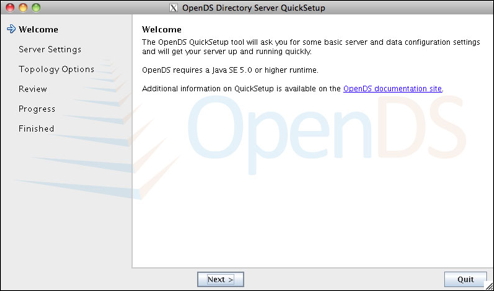 OpenDS Directory Server QuickSetup
Welcome
Server Settings
Topology Options
Review
Progress
Finished
Welcome
The OpenDS QuickSetup tool will ask you for some basic server and data configuration settings
and will get your server up and running quickly.
OpenDS requires a Java SE 5.0 or higher runtime.
Additional information on QuickSetup is available on the OpenDS documentation site.
OpenDS
Next >
Quit